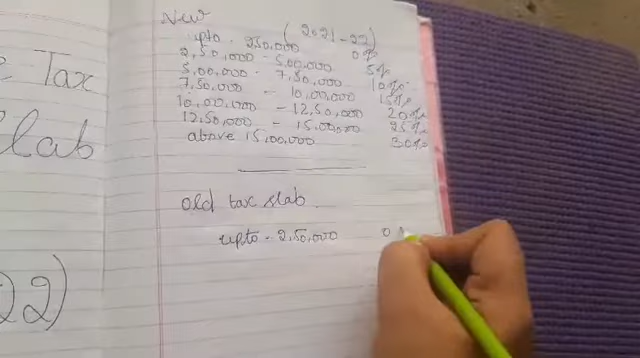 e Tax
lab
22)
New (2021-22)
upto . 250,000 0%
2,50,000 - 5,00,000 5%
5,00,000 - 7,50,000 10%
7,50,000 - 10,00,000 15%
10,00,000 - 12,50,000 20%
12,50,000 - 15,00,000 25%
above 15,00,000 30%
old tax slab.
upto - 2,50,000 0